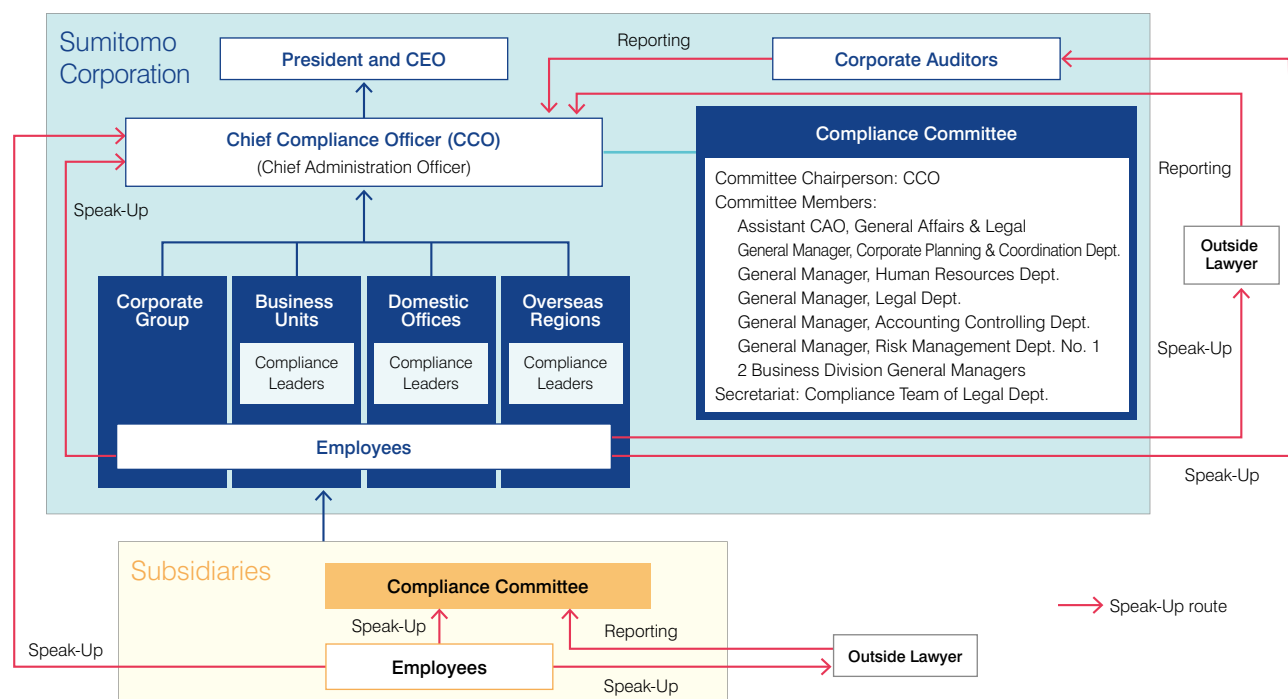 Sumitomo
Corporation
President and CEO
Reporting
Corporate Auditors
Chief Compliance Officer (CCO)
(Chief Administration Officer)
Speak-Up
Compliance Committee
Committee Chairperson: CCO
Committee Members:
Assistant CAO, General Affairs & Legal
General Manager, Corporate Planning & Coordination Dept.
General Manager, Human Resources Dept.
General Manager, Legal Dept.
General Manager, Accounting Controlling Dept.
General Manager, Risk Management Dept. No. 1
2 Business Division General Managers
Secretariat: Compliance Team of Legal Dept.
Reporting
Outside
Lawyer
Speak-Up
Corporate
Group
Business
Units
Compliance
Leaders
Domestic
Offices
Compliance
Leaders
Overseas
Regions
Compliance
Leaders
Employees
Speak-Up
Subsidiaries
Compliance Committee
Speak-Up
Reporting
Speak-Up
Employees
Speak-Up
Outside Lawyer
Speak-Up route